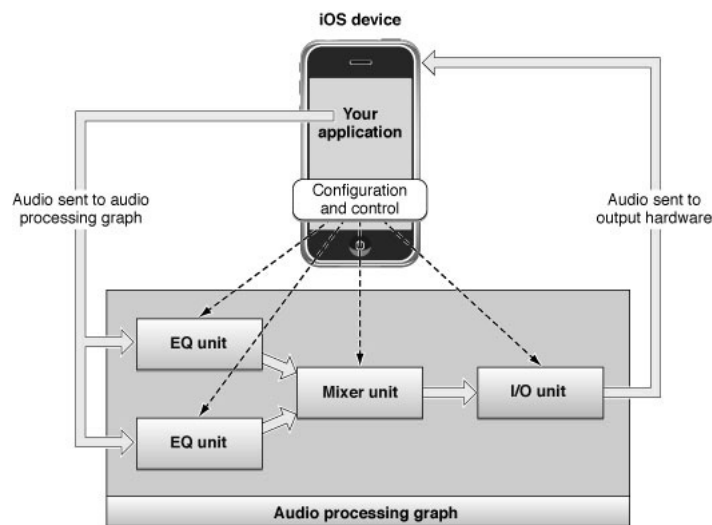 iOS device
Your
application
Configuration
and control
Audio sent to audio
processing graph
Audio sent to
output hardware
EQ unit
Mixer unit
I/O unit
EQ unit
Audio processing graph